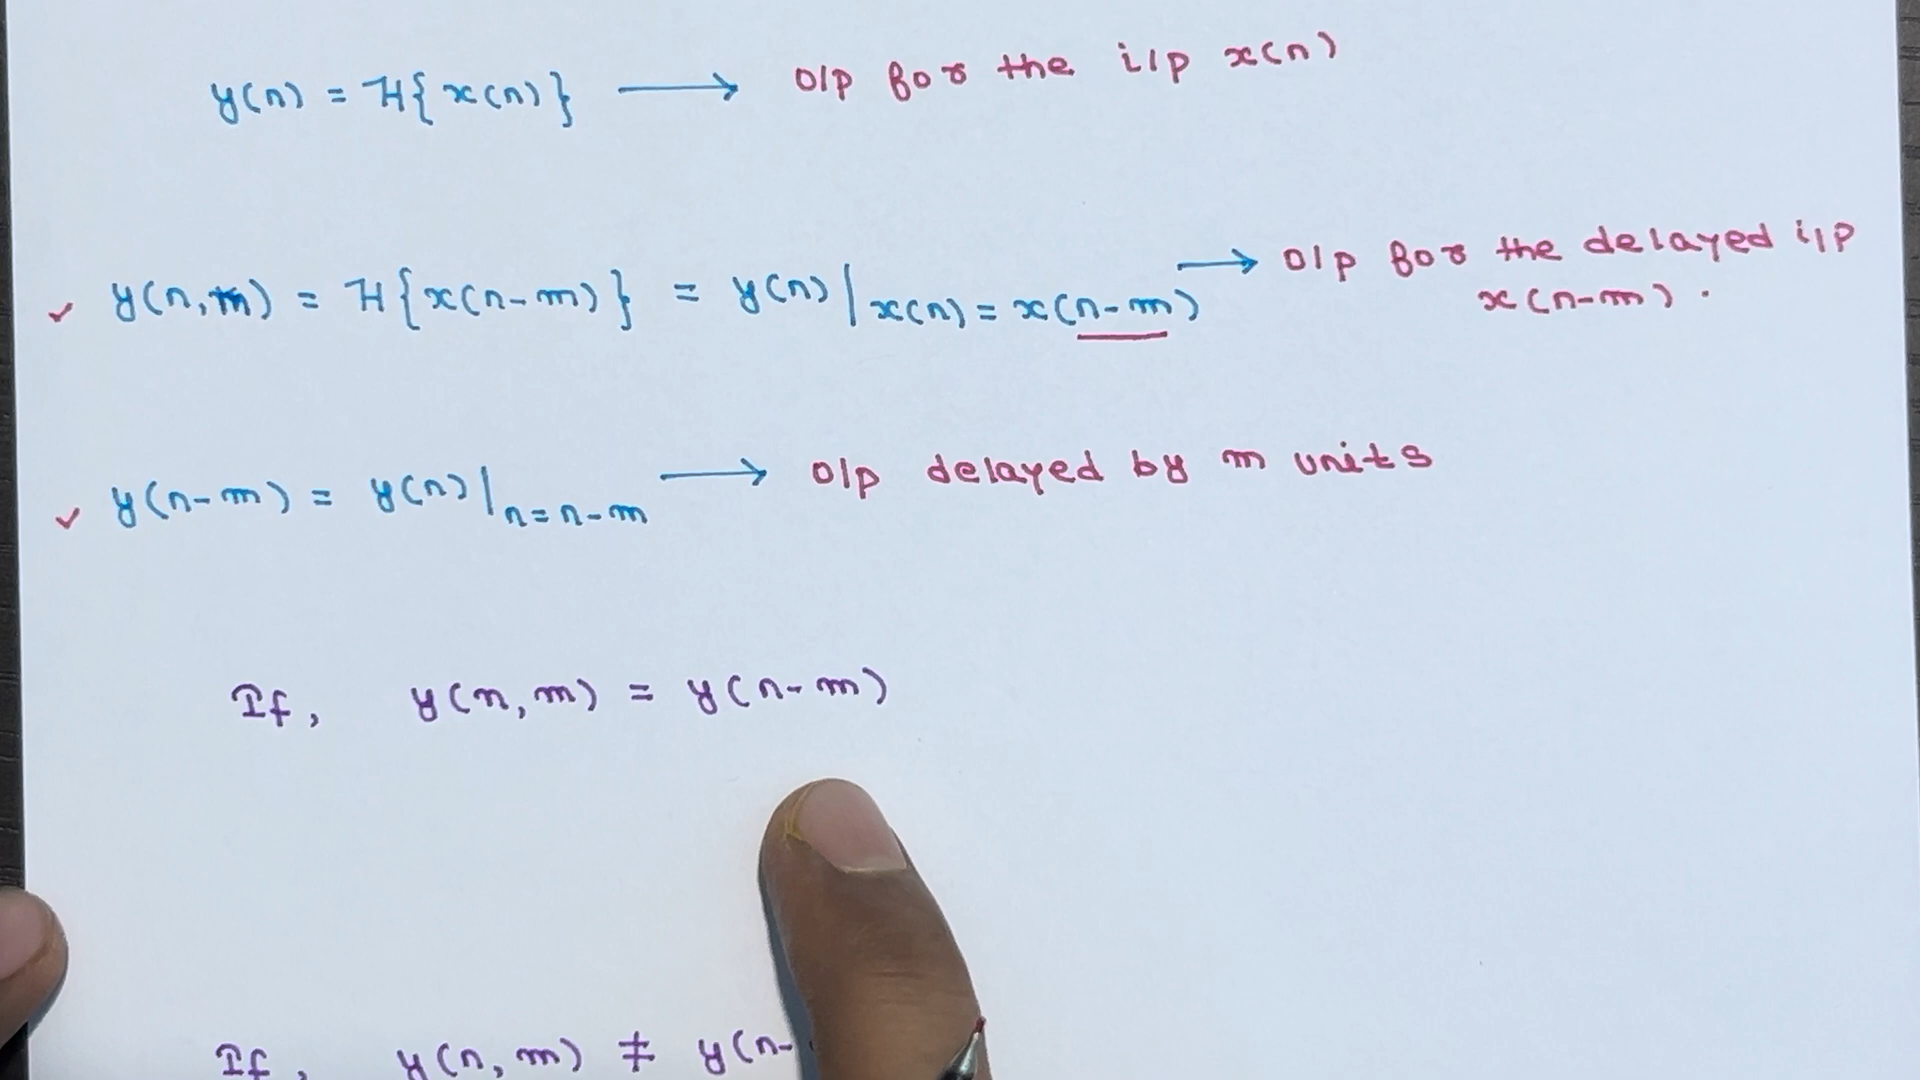 y(n) = H{x(n)} ⟶ O/p for the i/p x(n)
✓ y(n,m) = H{x(n-m)} = y(n)|x(n)=x(n-m) ⟶ O/p for the delayed i/p
x(n-m).
✓ y(n-m) = y(n)|n=n-m ⟶ O/p delayed by m units
If, y(n,m) = y(n-m)
If, y(n,m) ≠ y(n-